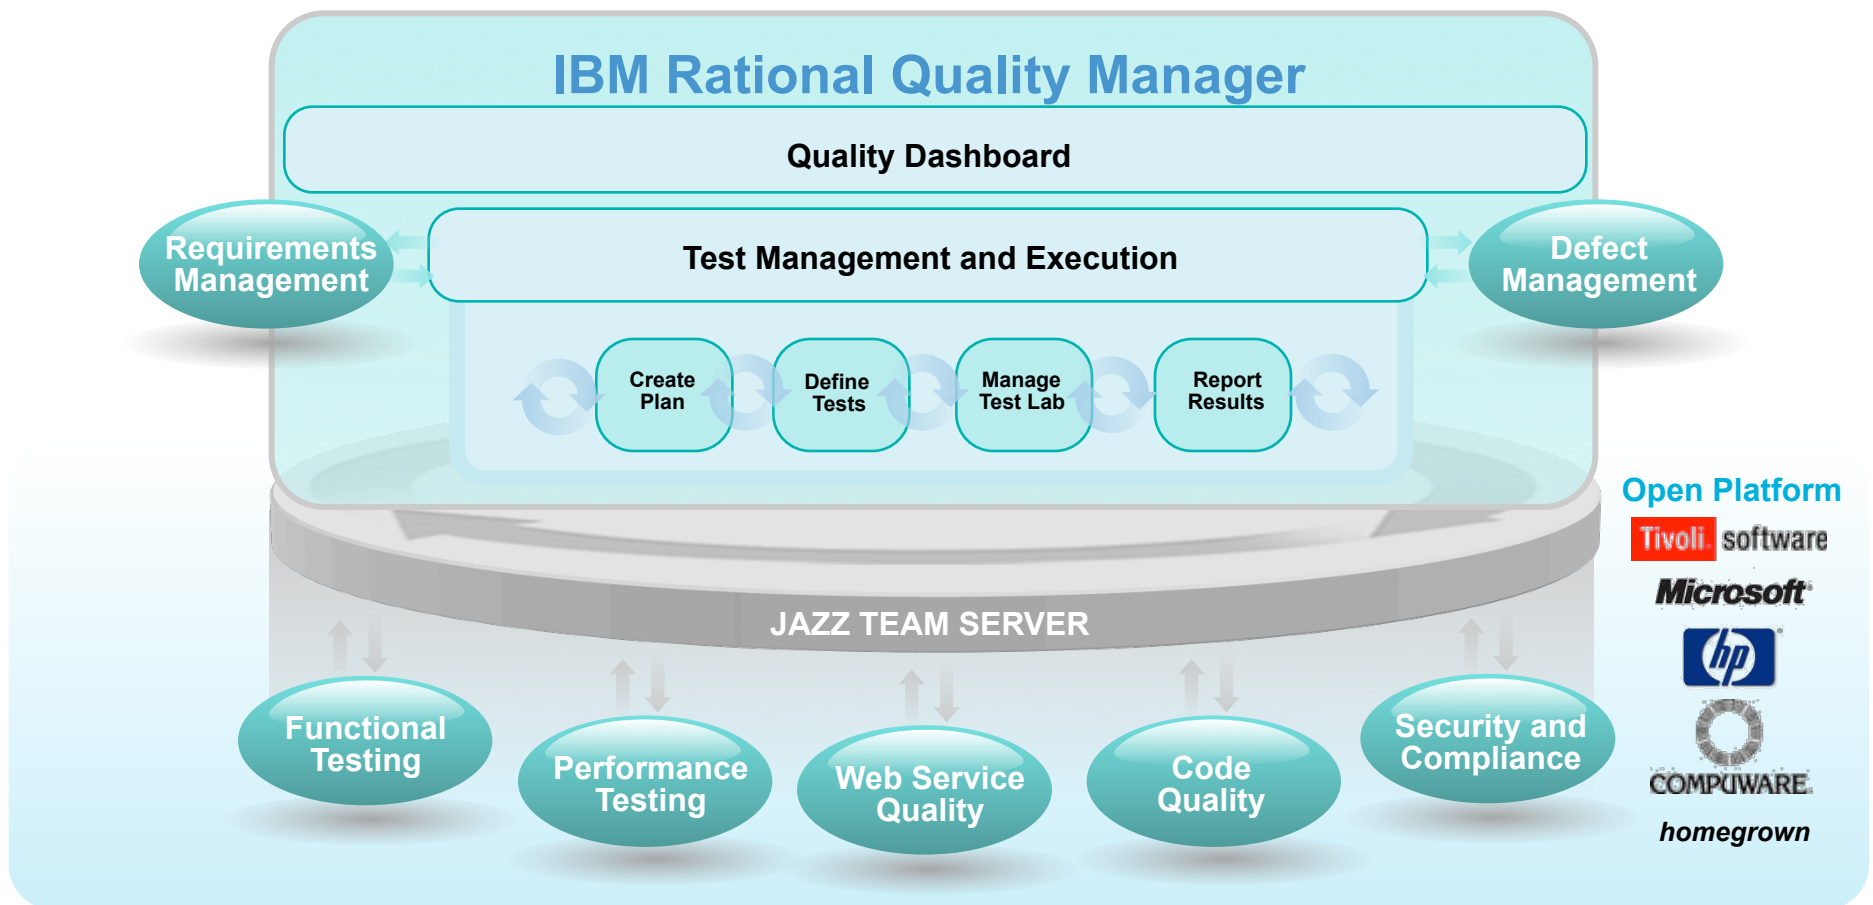 IBM Rational Quality Manager
Quality Dashboard
Requirements
Management
Test Management and Execution
Defect
Management
Create
Plan
Define
Tests
Manage
Test Lab
Report
Results
Open Platform
Tivoli. software
Microsoft
hp
COMPUWARE.
homegrown
JAZZ TEAM SERVER
Functional
Testing
Performance
Testing
Web Service
Quality
Code
Quality
Security and
Compliance